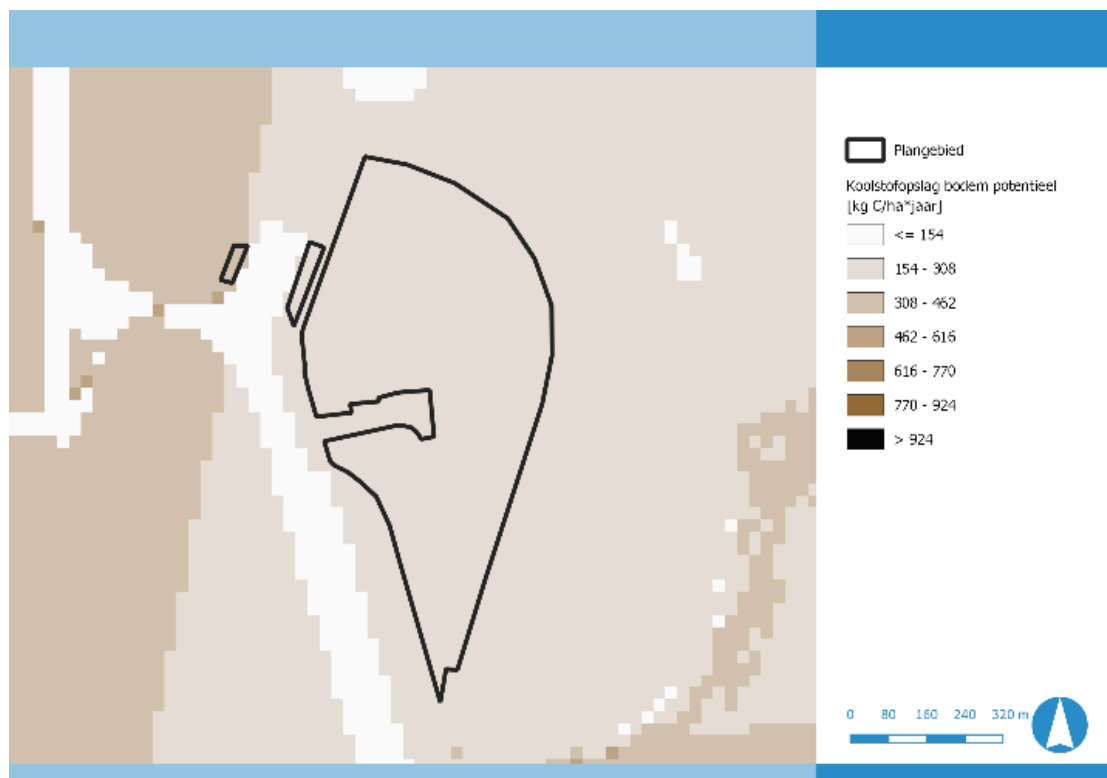 Plangebied
Koolstofopslag bodem potentieel
[kg C/ha*jaar]
<= 154
154 - 308
308 - 462
462 - 616
616 - 770
770 - 924
> 924
0 80 160 240 320 m